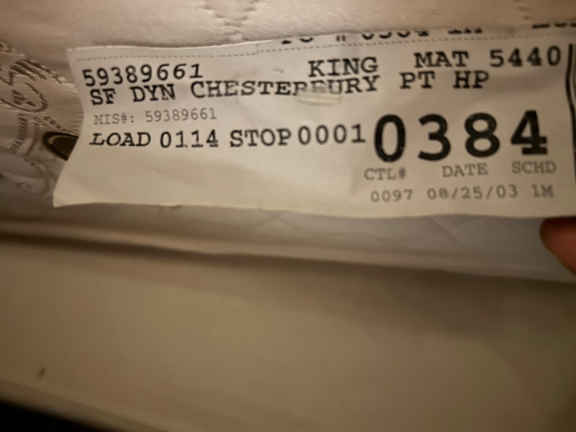 59389661 KING MAT 5440
SF DYN CHESTERBURY PT HP
MIS#: 59389661
LOAD 0114 STOP 0001 0384
CTL# DATE SCHD
0097 08/25/03 1M